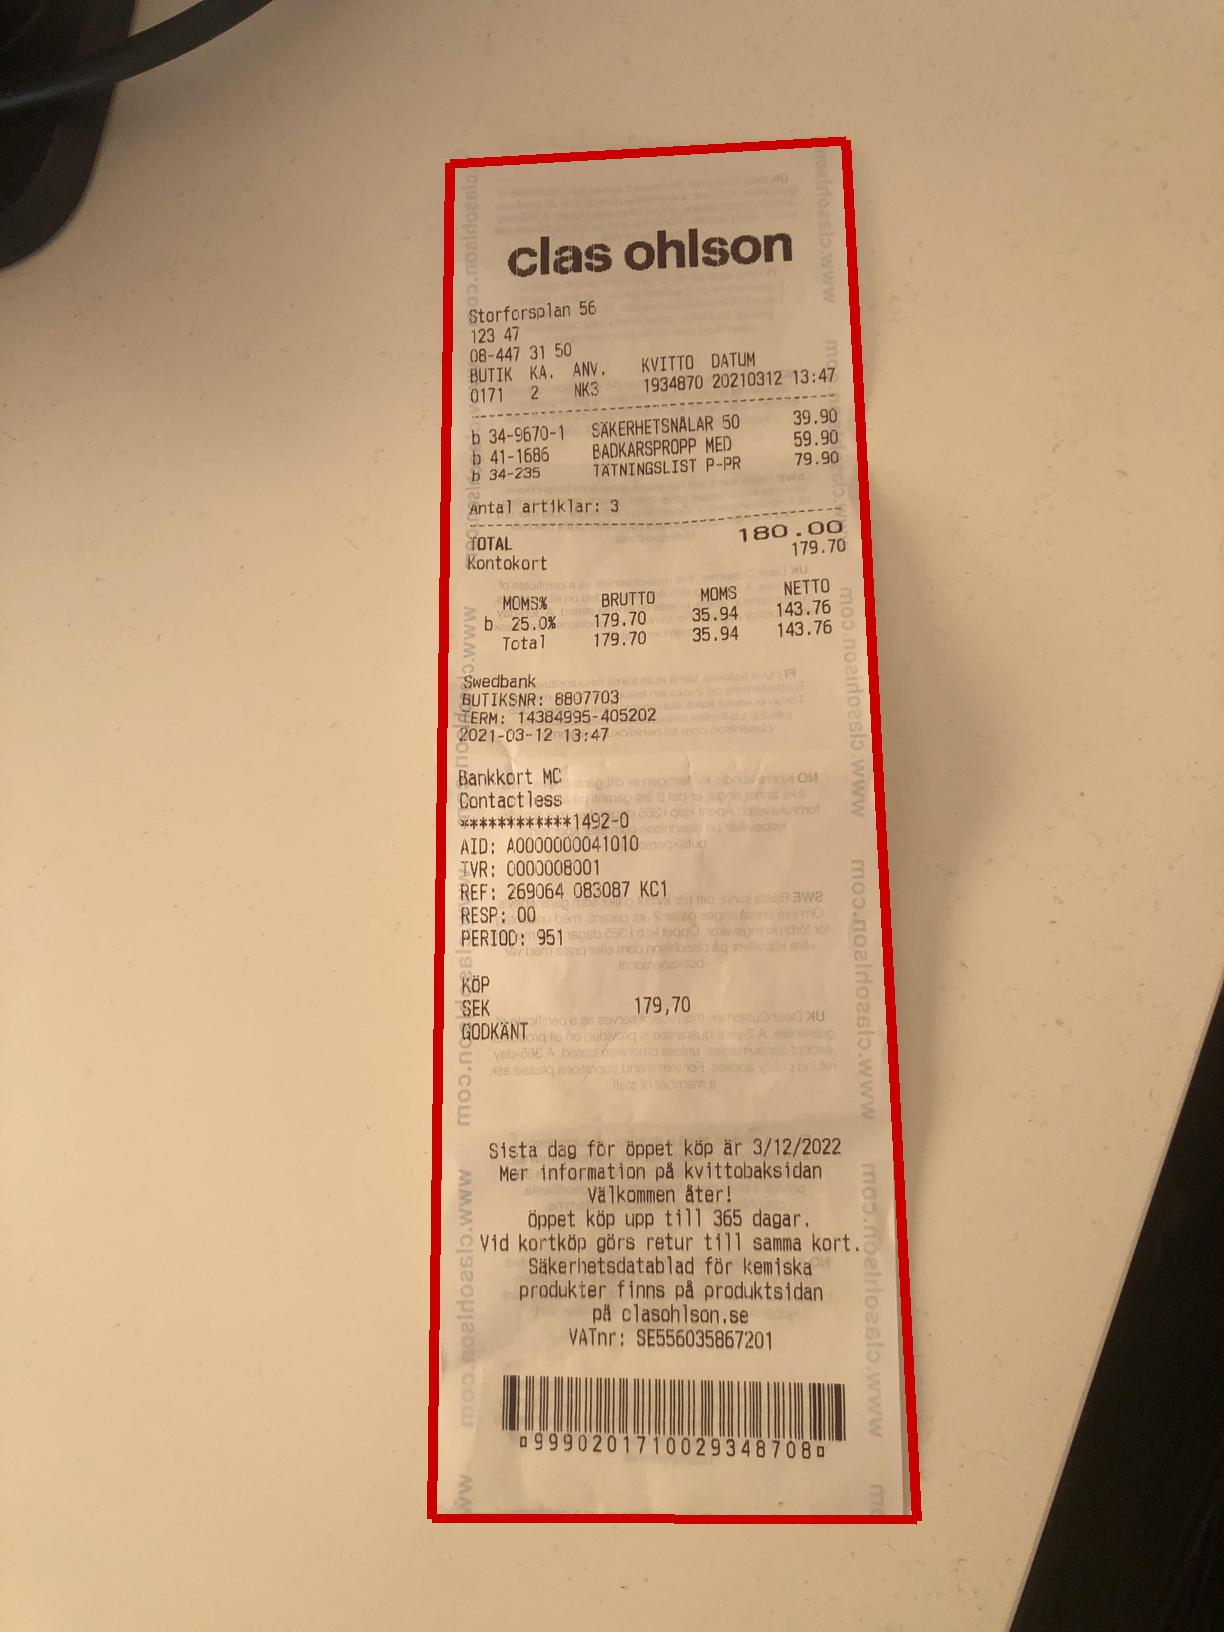 clas ohlson
Storforsplan 56
123 47
08-447 31 50
BUTIK KA. ANV. KVITTO DATUM
0171 2 NK3 1934870 20210312 13:47
b 34-9670-1 SÄKERHETSNÅLAR 50 39.90
b 41-1686 BADKARSPROPP MED 59.90
b 34-235 TÄTNINGSLIST P-PR 79.90
Antal artiklar: 3
TOTAL 180.00
Kontokort 179.70
MOMS% BRUTTO MOMS NETTO
b 25.0% 179.70 35.94 143.76
Total 179.70 35.94 143.76
Swedbank
BUTIKSNR: 8807703
TERM: 14384995-405202
2021-03-12 13:47
Bankkort MC
Contactless
************1492-0
AID: A0000000041010
TVR: 0000008001
REF: 269064 083087 KC1
RESP: 00
PERIOD: 951
KÖP
SEK 179,70
GODKÄNT
Sista dag för öppet köp är 3/12/2022
Mer information på kvittobaksidan
Välkommen åter!
Öppet köp upp till 365 dagar.
Vid kortköp görs retur till samma kort.
Säkerhetsdatablad för kemiska
produkter finns på produktsidan
på clasohlson.se
VATnr: SE556035867201
¤9990201710029348708¤